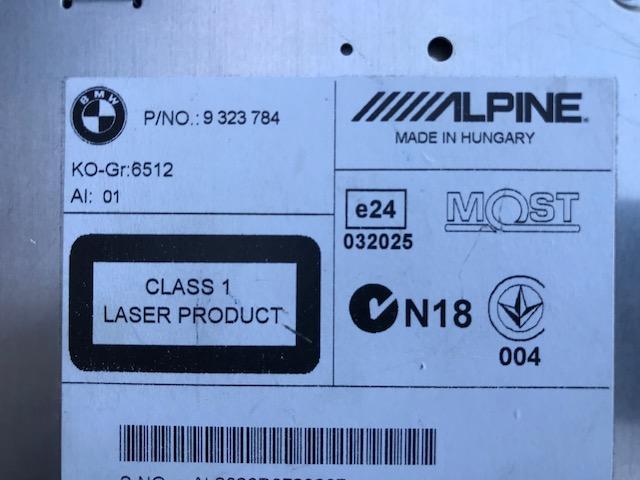 BMW
P/NO.: 9 323 784
ALPINE
MADE IN HUNGARY
KO-Gr:6512
AI: 01
e24
032025
MOST
CLASS 1
LASER PRODUCT
N18
004